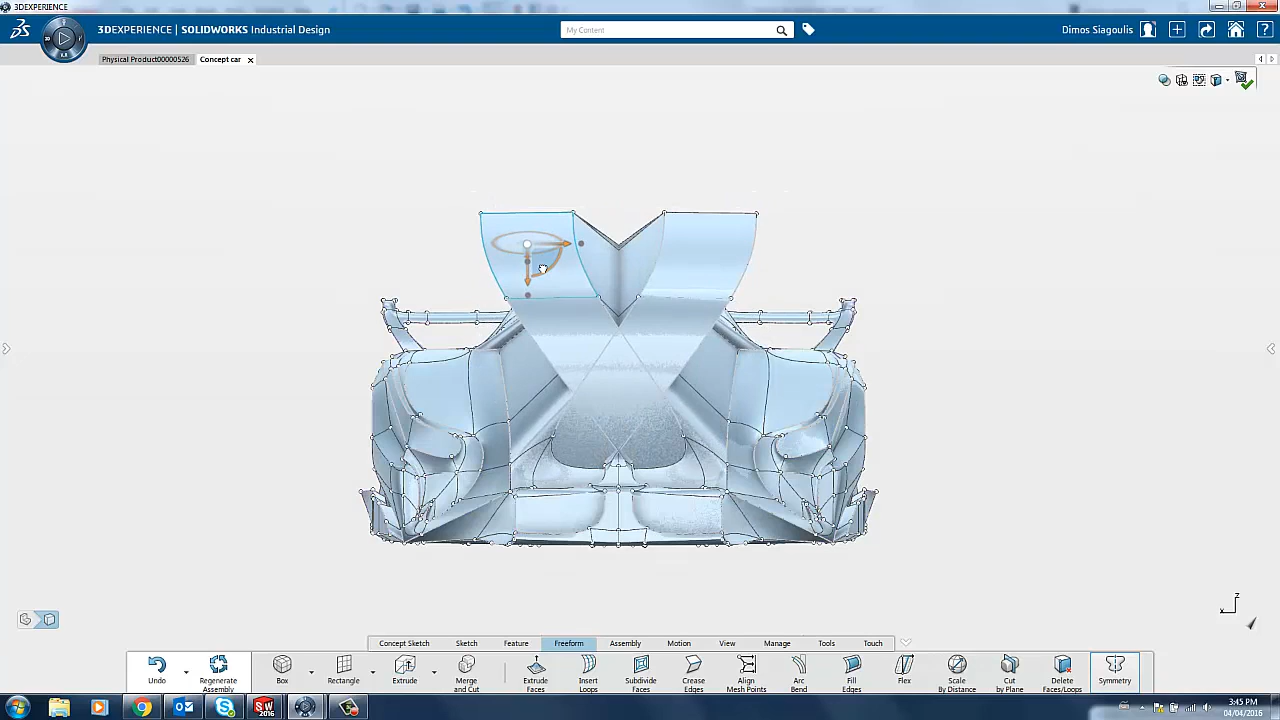 3DEXPERIENCE
3DEXPERIENCE | SOLIDWORKS Industrial Design
My Content
Dimos Siagoulis
Physical Product00000526
Concept car
z
x
Concept Sketch
Sketch
Feature
Freeform
Assembly
Motion
View
Manage
Tools
Touch
Undo
Regenerate
Assembly
Box
Rectangle
Extrude
Merge
and Cut
Extrude
Faces
Insert
Loops
Subdivide
Faces
Crease
Edges
Align
Mesh Points
Arc
Bend
Fill
Edges
Flex
Scale
By Distance
Cut
by Plane
Delete
Faces/Loops
Symmetry
3:45 PM
04/04/2016